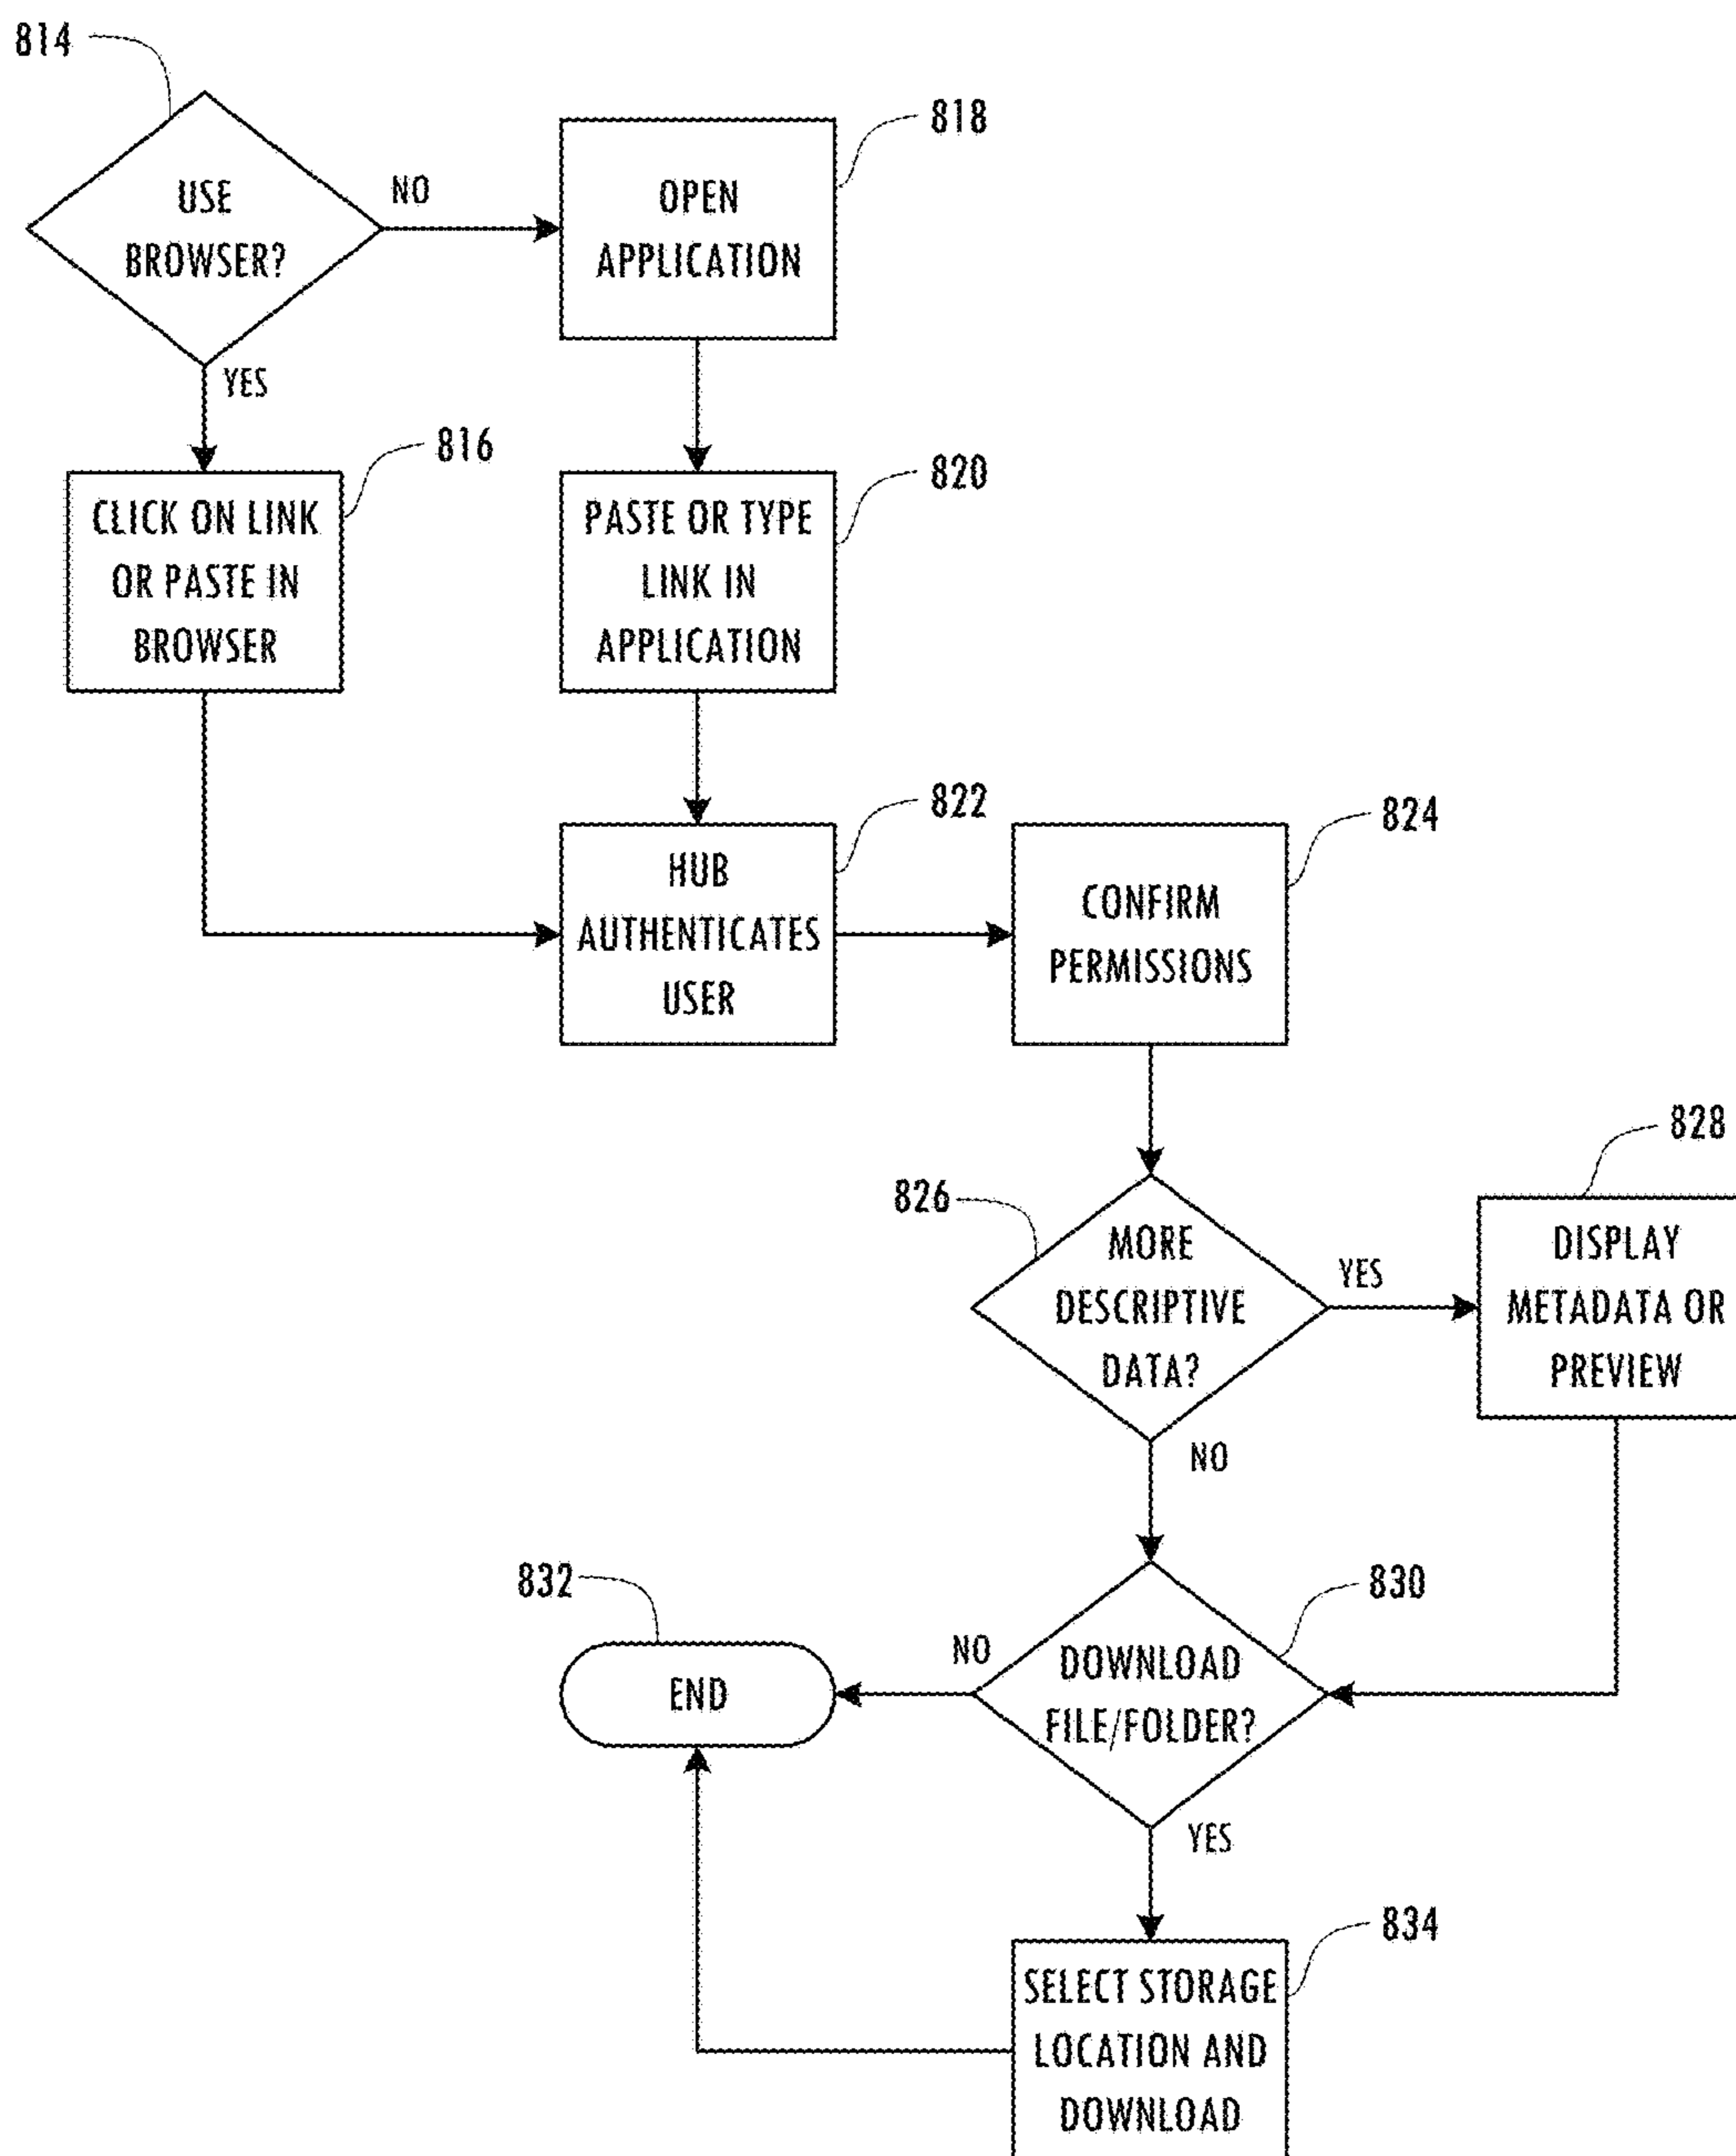 814
USE
BROWSER?
NO
YES
818
OPEN
APPLICATION
816
CLICK ON LINK
OR PASTE IN
BROWSER
820
PASTE OR TYPE
LINK IN
APPLICATION
822
HUB
AUTHENTICATES
USER
824
CONFIRM
PERMISSIONS
826
MORE
DESCRIPTIVE
DATA?
YES
NO
828
DISPLAY
METADATA OR
PREVIEW
832
END
NO
830
DOWNLOAD
FILE/FOLDER?
YES
834
SELECT STORAGE
LOCATION AND
DOWNLOAD